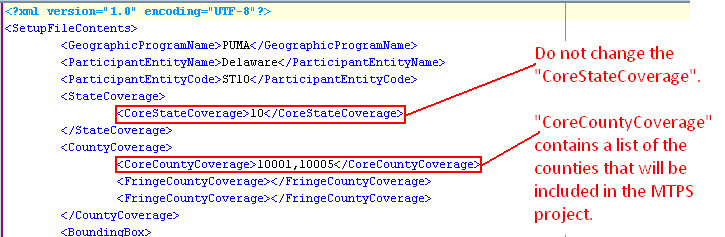 <?xml version="1.0" encoding="UTF-8"?>
<SetupFileContents>
<GeographicProgramName>PUMA</GeographicProgramName>
<ParticipantEntityName>Delaware</ParticipantEntityName>
<ParticipantEntityCode>ST10</ParticipantEntityCode>
<StateCoverage>
<CoreStateCoverage>10</CoreStateCoverage>
</StateCoverage>
<CountyCoverage>
<CoreCountyCoverage>10001,10005</CoreCountyCoverage>
<FringeCountyCoverage></FringeCountyCoverage>
<FringeCountyCoverage></FringeCountyCoverage>
</CountyCoverage>
<BoundingBox>
Do not change the
"CoreStateCoverage".
"CoreCountyCoverage"
contains a list of the
counties that will be
included in the MTPS
project.